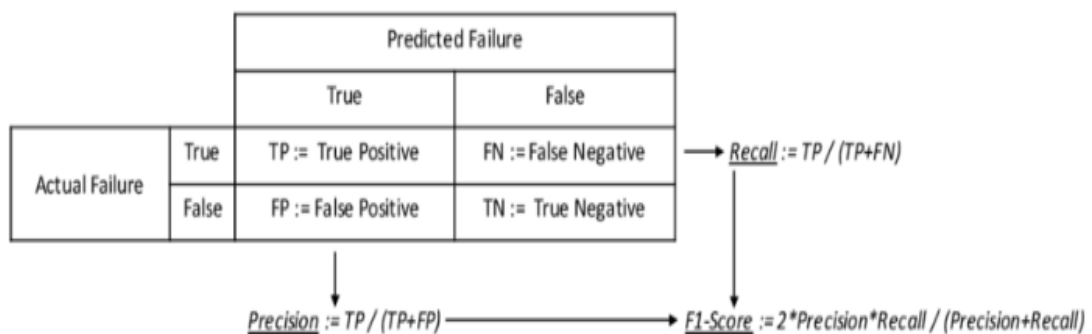 Predicted Failure
True False
True TP := True Positive FN := False Negative Recall := TP / (TP+FN)
Actual Failure
False FP := False Positive TN := True Negative
Precision := TP / (TP+FP) F1-Score := 2*Precision*Recall / (Precision+Recall)